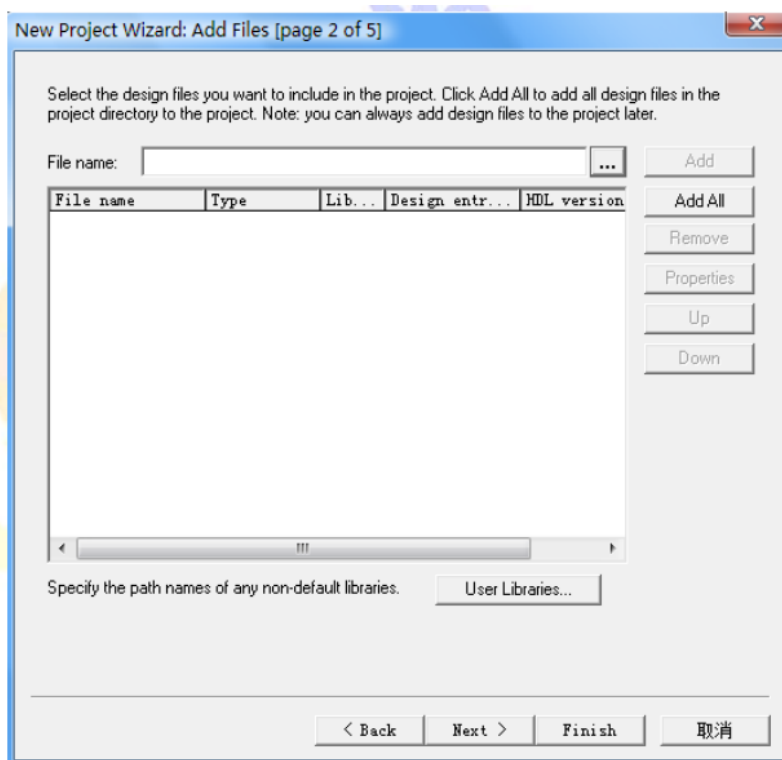 New Project Wizard: Add Files [page 2 of 5]
Select the design files you want to include in the project. Click Add All to add all design files in the
project directory to the project. Note: you can always add design files to the project later.
File name: ... Add
File name Type Lib... Design entr... HDL version
Add All
Remove
Properties
Up
Down
Specify the path names of any non-default libraries. User Libraries...
< Back Next > Finish 取消